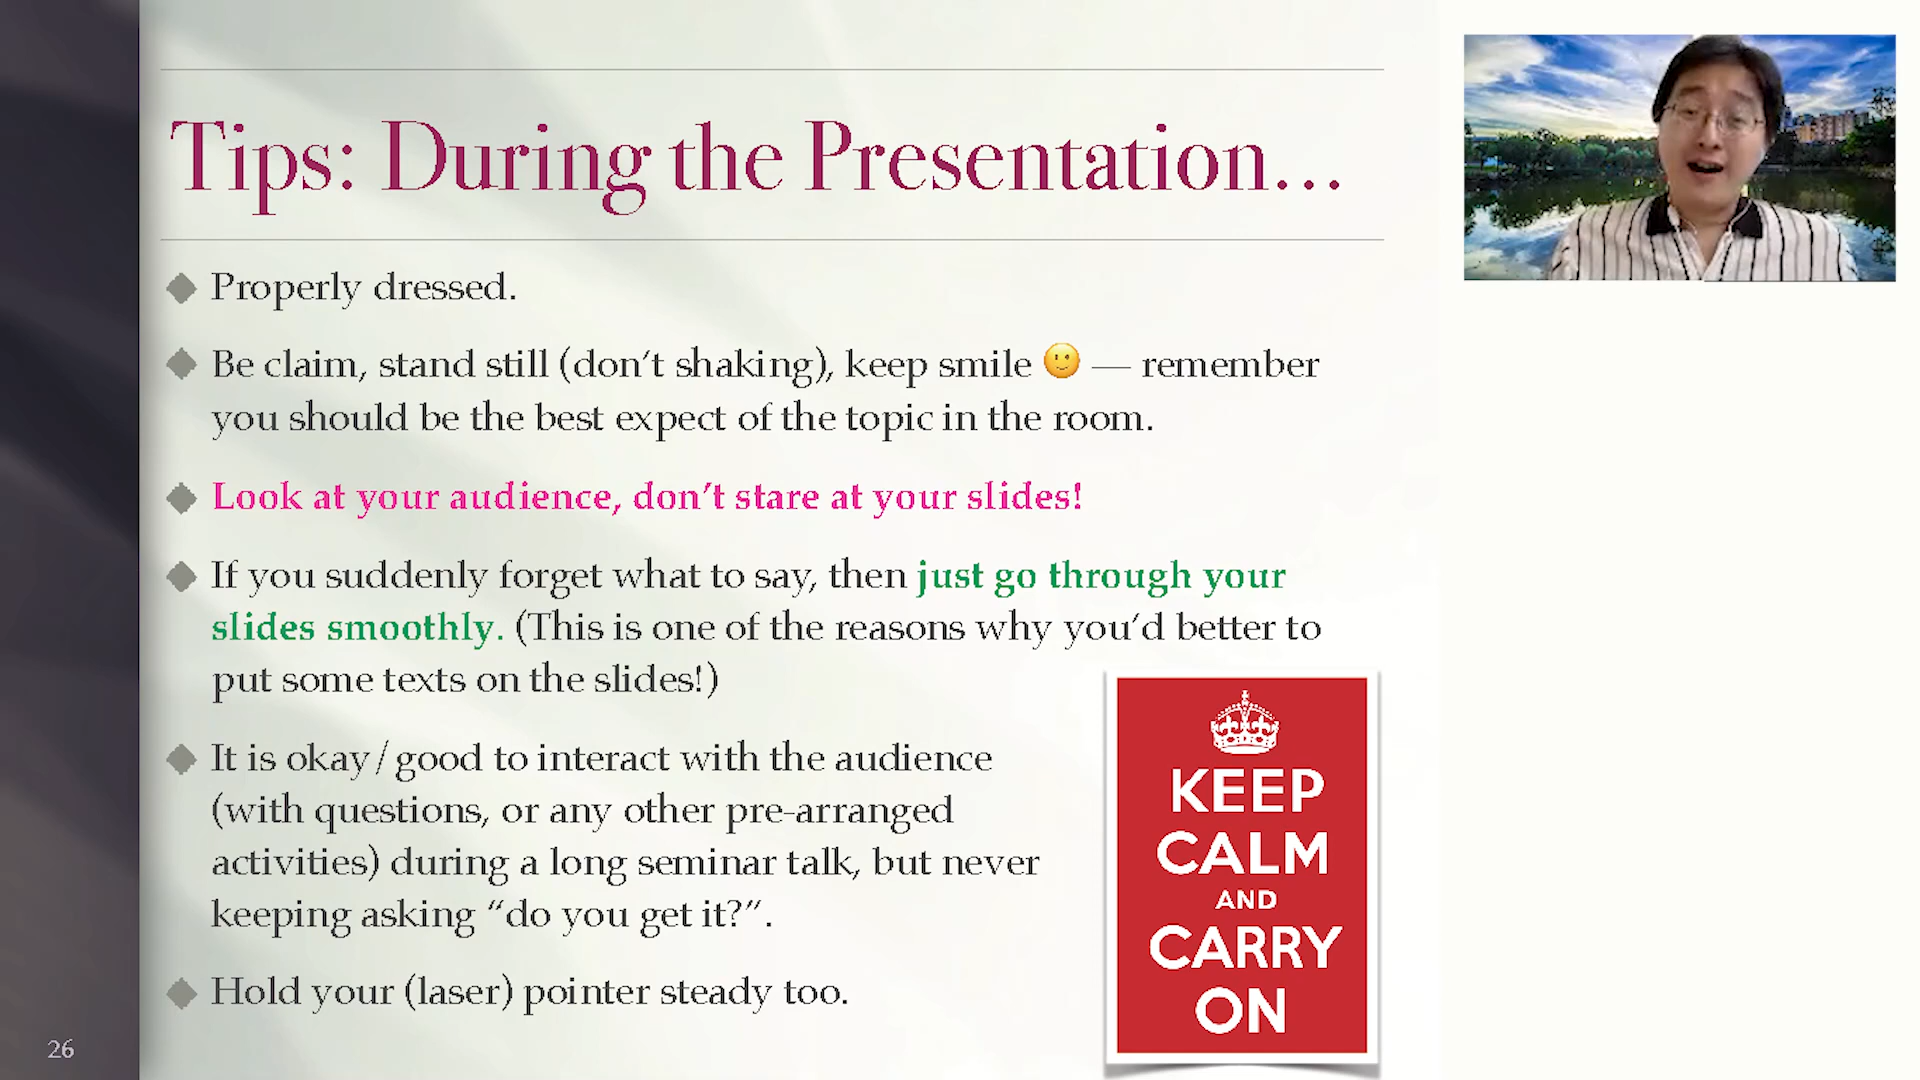 Tips: During the Presentation...
Properly dressed.
Be claim, stand still (don't shaking), keep smile 🙂 — remember
you should be the best expect of the topic in the room.
Look at your audience, don't stare at your slides!
If you suddenly forget what to say, then just go through your
slides smoothly. (This is one of the reasons why you'd better to
put some texts on the slides!)
It is okay/good to interact with the audience
(with questions, or any other pre-arranged
activities) during a long seminar talk, but never
keeping asking “do you get it?”.
Hold your (laser) pointer steady too.
KEEP
CALM
AND
CARRY
ON
26